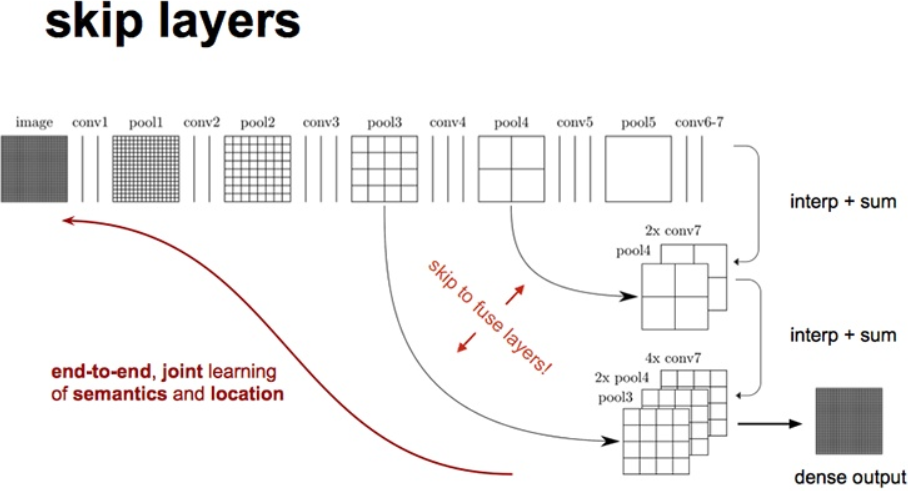 skip layers
image conv1 pool1 conv2 pool2 conv3 pool3 conv4 pool4 conv5 pool5 conv6-7
interp + sum
2x conv7
pool4
skip to fuse layers!
interp + sum
4x conv7
2x pool4
pool3
end-to-end, joint learning
of semantics and location
dense output